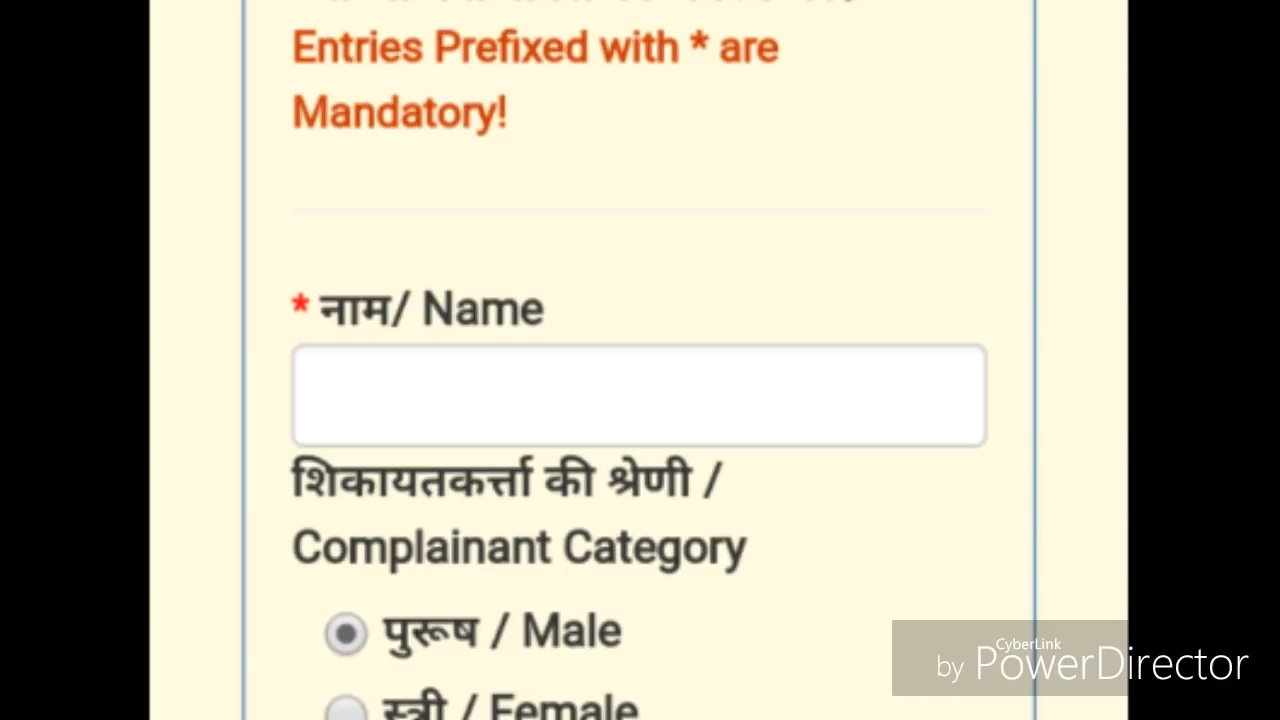 Entries Prefixed with * are
Mandatory!
* नाम/ Name
शिकायतकर्त्ता की श्रेणी /
Complainant Category
पुरूष / Male
स्त्री / Female
CyberLink
by PowerDirector